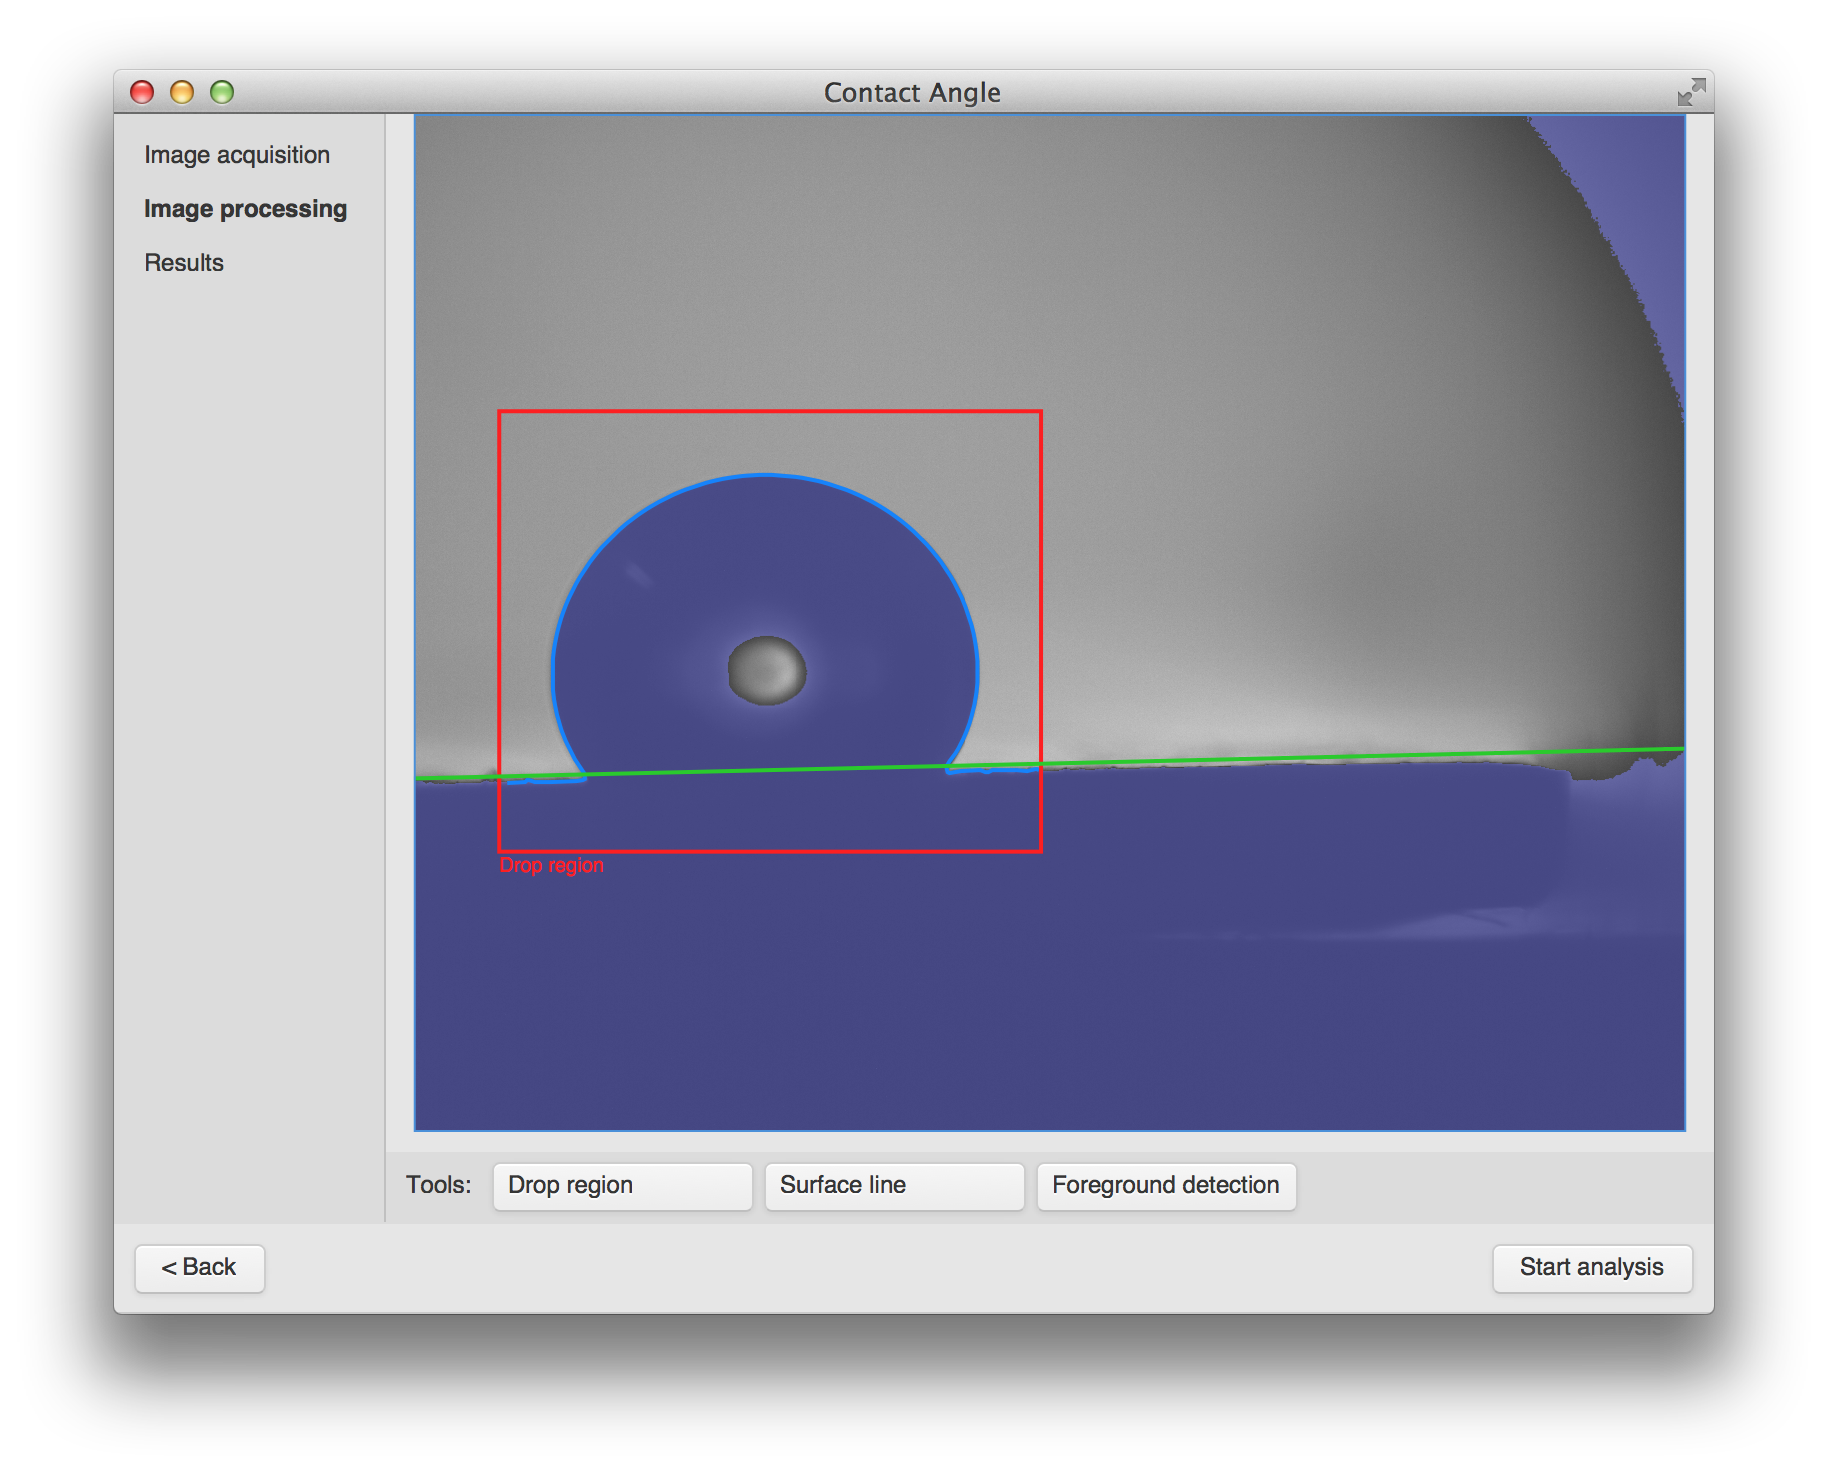 Contact Angle
Image acquisition
Image processing
Results
Drop region
Tools:
Drop region
Surface line
Foreground detection
< Back
Start analysis